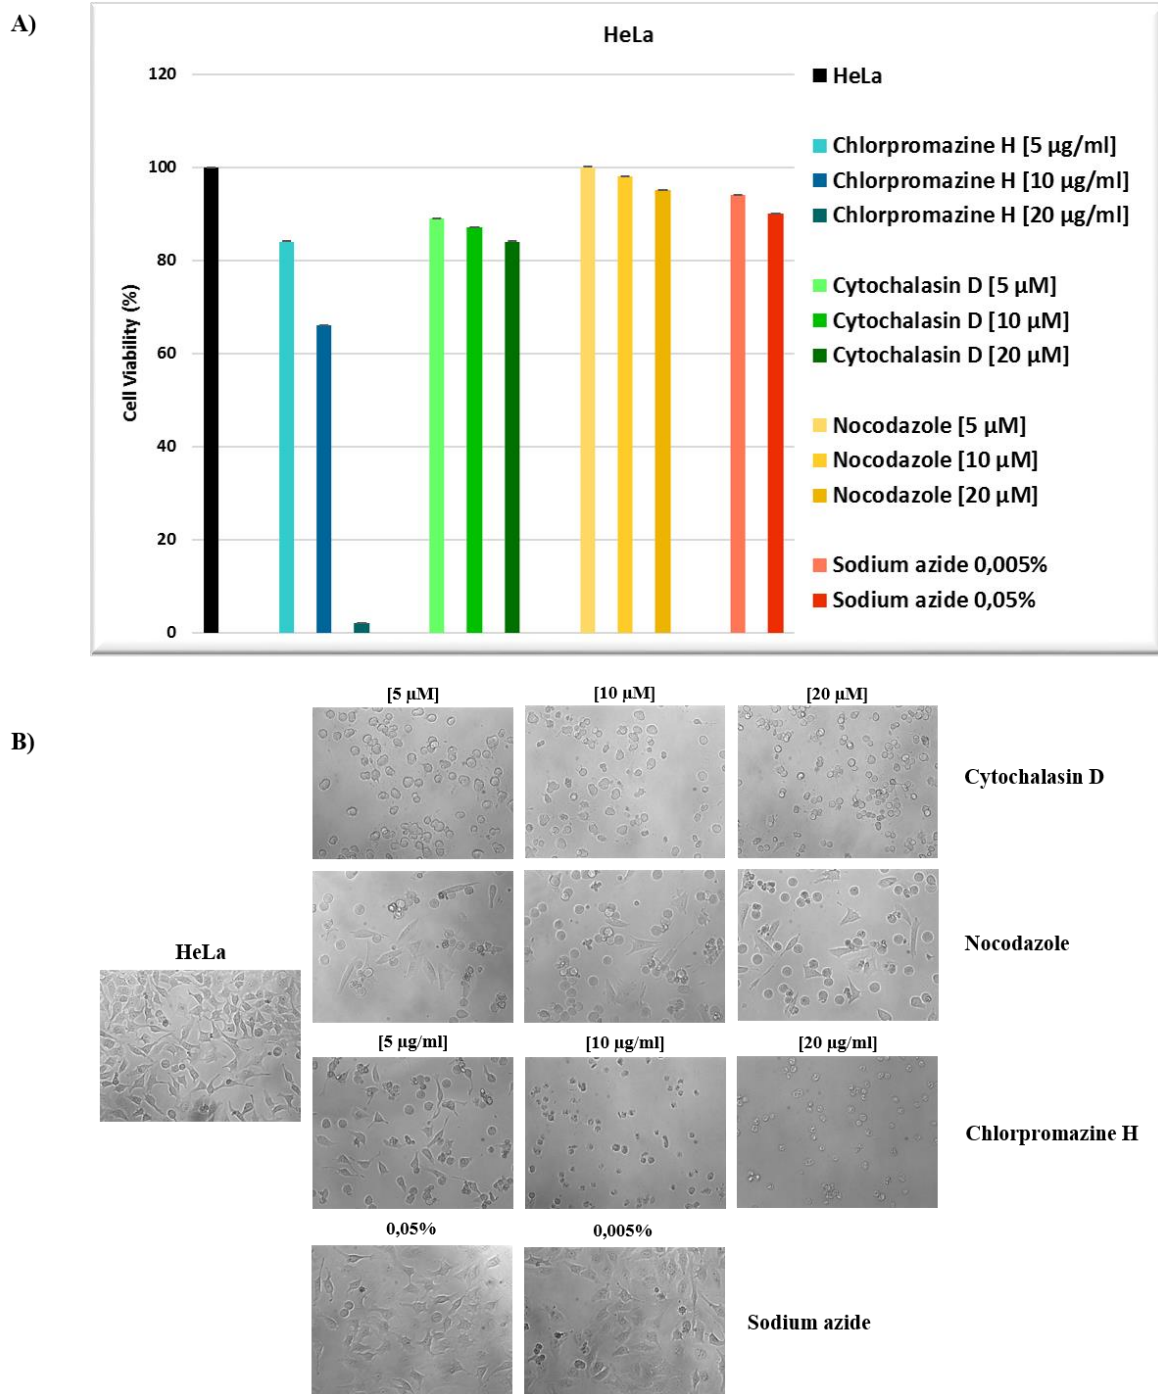 A)
HeLa
120
100
80
60
40
20
0
Cell Viability (%)
HeLa
Chlorpromazine H [5 µg/ml]
Chlorpromazine H [10 µg/ml]
Chlorpromazine H [20 µg/ml]
Cytochalasin D [5 µM]
Cytochalasin D [10 µM]
Cytochalasin D [20 µM]
Nocodazole [5 µM]
Nocodazole [10 µM]
Nocodazole [20 µM]
Sodium azide 0,005%
Sodium azide 0,05%
B)
[5 µM] [10 µM] [20 µM]
Cytochalasin D
Nocodazole
HeLa
[5 µg/ml] [10 µg/ml] [20 µg/ml]
Chlorpromazine H
0,05% 0,005%
Sodium azide